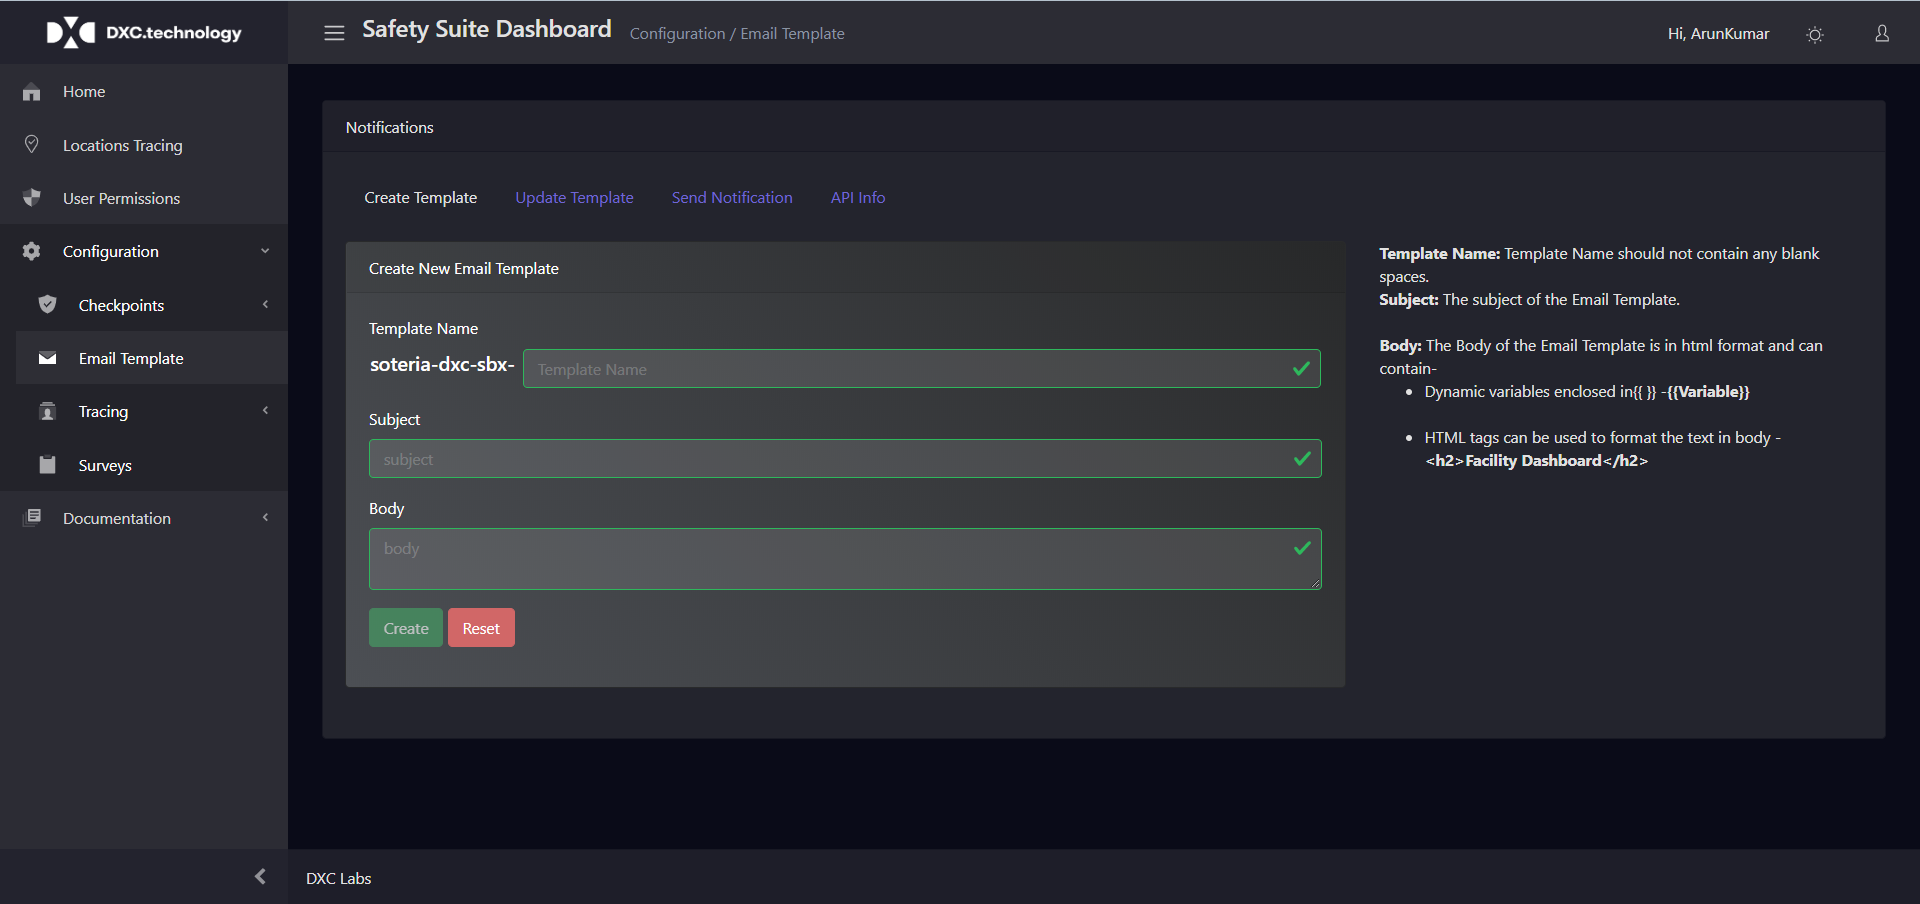 DXC.technology
Safety Suite Dashboard
Configuration / Email Template
Hi, ArunKumar
Home
Locations Tracing
User Permissions
Configuration
Checkpoints
Email Template
Tracing
Surveys
Documentation
Notifications
Create Template
Update Template
Send Notification
API Info
Create New Email Template
Template Name
soteria-dxc-sbx-
Template Name
Subject
subject
Body
body
Create
Reset
Template Name: Template Name should not contain any blank
spaces.
Subject: The subject of the Email Template.
Body: The Body of the Email Template is in html format and can
contain-
Dynamic variables enclosed in{{ }} -{{Variable}}
HTML tags can be used to format the text in body -
<h2>Facility Dashboard</h2>
DXC Labs